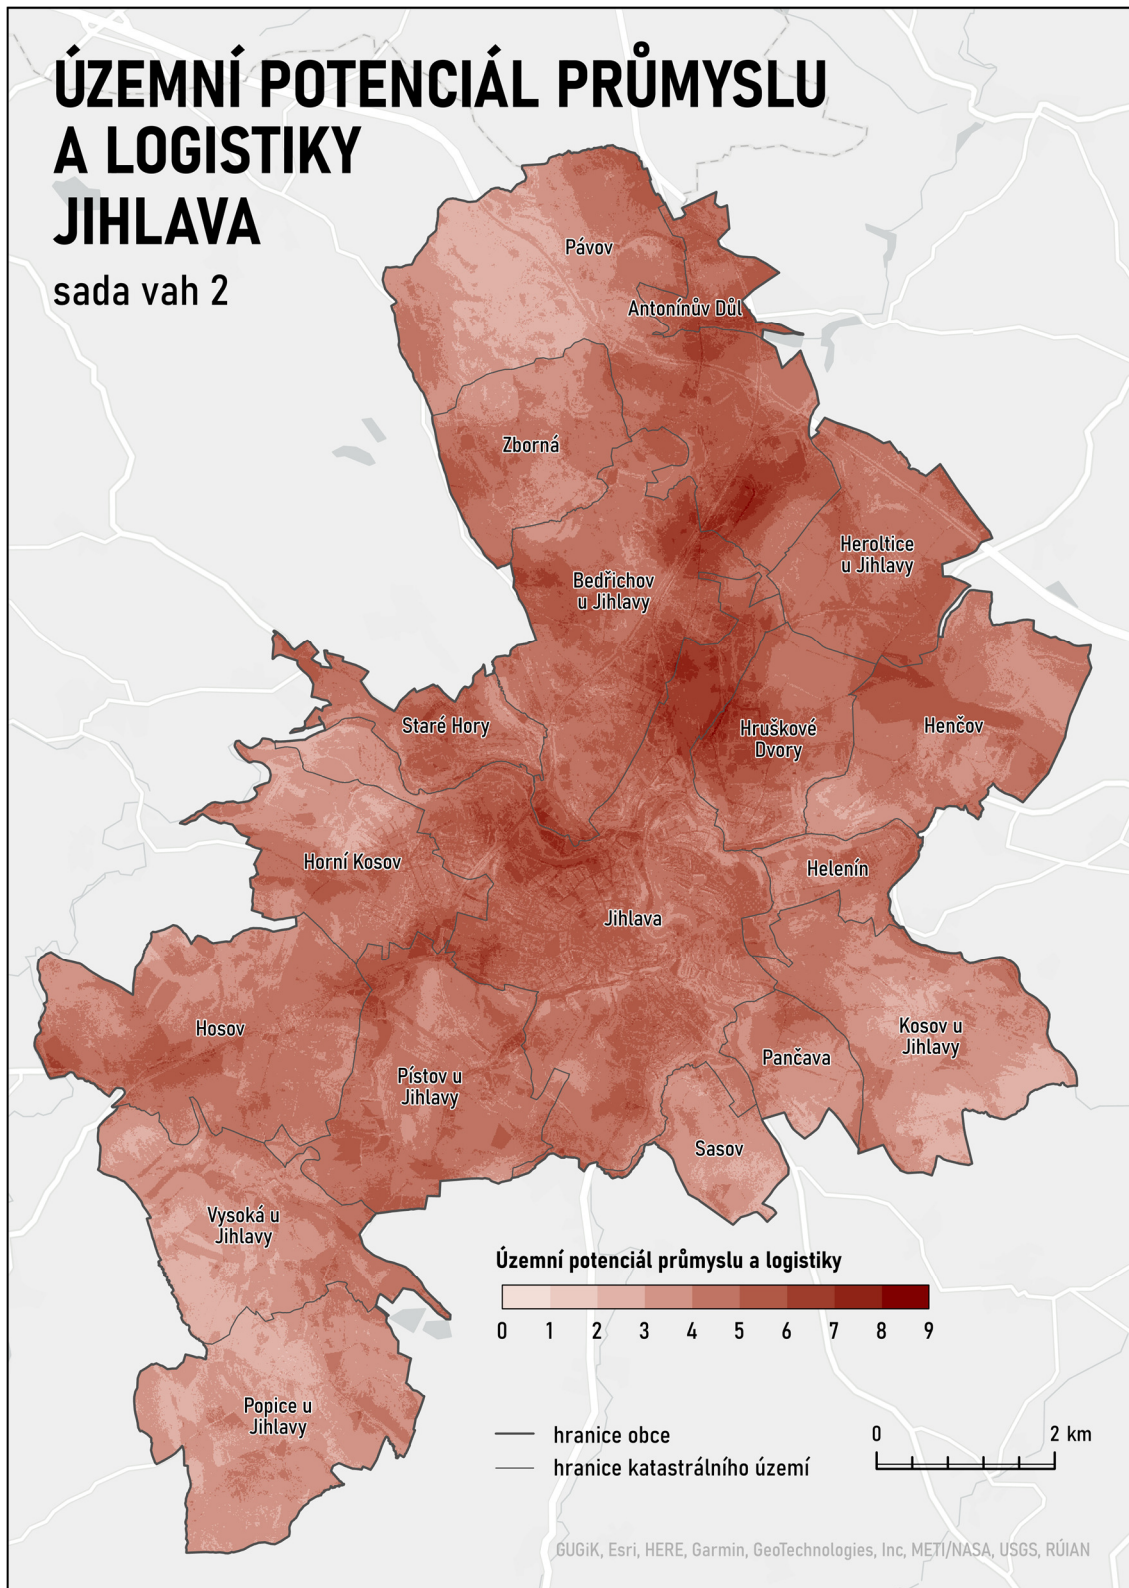 ÚZEMNÍ POTENCIÁL PRŮMYSLU
A LOGISTIKY
JIHLAVA
sada vah 2
Pávov
Antonínův Důl
Zborná
Heroltice
u Jihlavy
Bedřichov
u Jihlavy
Staré Hory
Hruškové
Dvory
Henčov
Horní Kosov
Helenín
Jihlava
Hosov
Kosov u
Jihlavy
Pančava
Pístov u
Jihlavy
Sasov
Vysoká u
Jihlavy
Popice u
Jihlavy
Územní potenciál průmyslu a logistiky
0 1 2 3 4 5 6 7 8 9
hranice obce
hranice katastrálního území
0 2 km
GUGiK, Esri, HERE, Garmin, GeoTechnologies, Inc, METI/NASA, USGS, RÚIAN